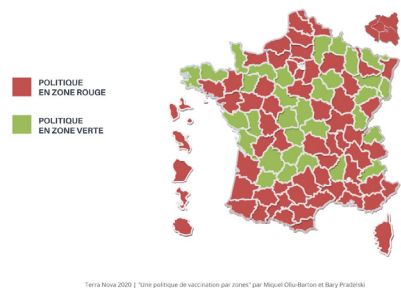 POLITIQUE
EN ZONE ROUGE
POLITIQUE
EN ZONE VERTE
Terra Nova 2020 | "Une politique de vaccination par zones" par Miquel Oliu-Barton et Bary Pradelski